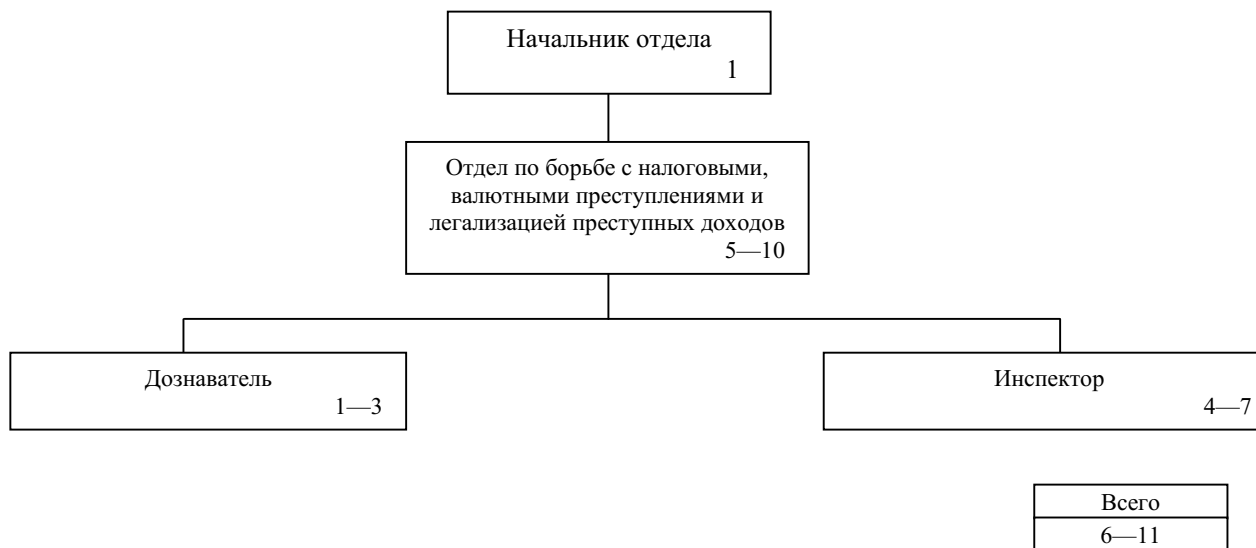 Начальник отдела
1
Отдел по борьбе с налоговыми,
валютными преступлениями и
легализацией преступных доходов
5—10
Дознаватель
1—3
Инспектор
4—7
Всего
6—11